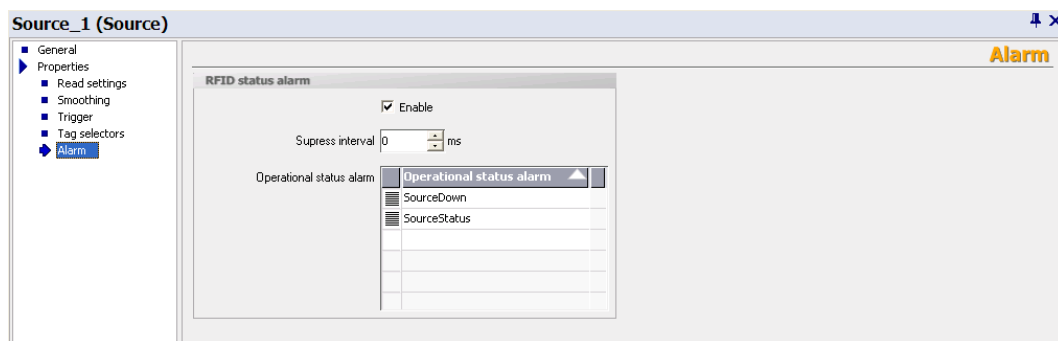 Source_1 (Source)
General
Properties
Read settings
Smoothing
Trigger
Tag selectors
Alarm
Alarm
RFID status alarm
Enable
Supress interval 0 ms
Operational status alarm
Operational status alarm
SourceDown
SourceStatus